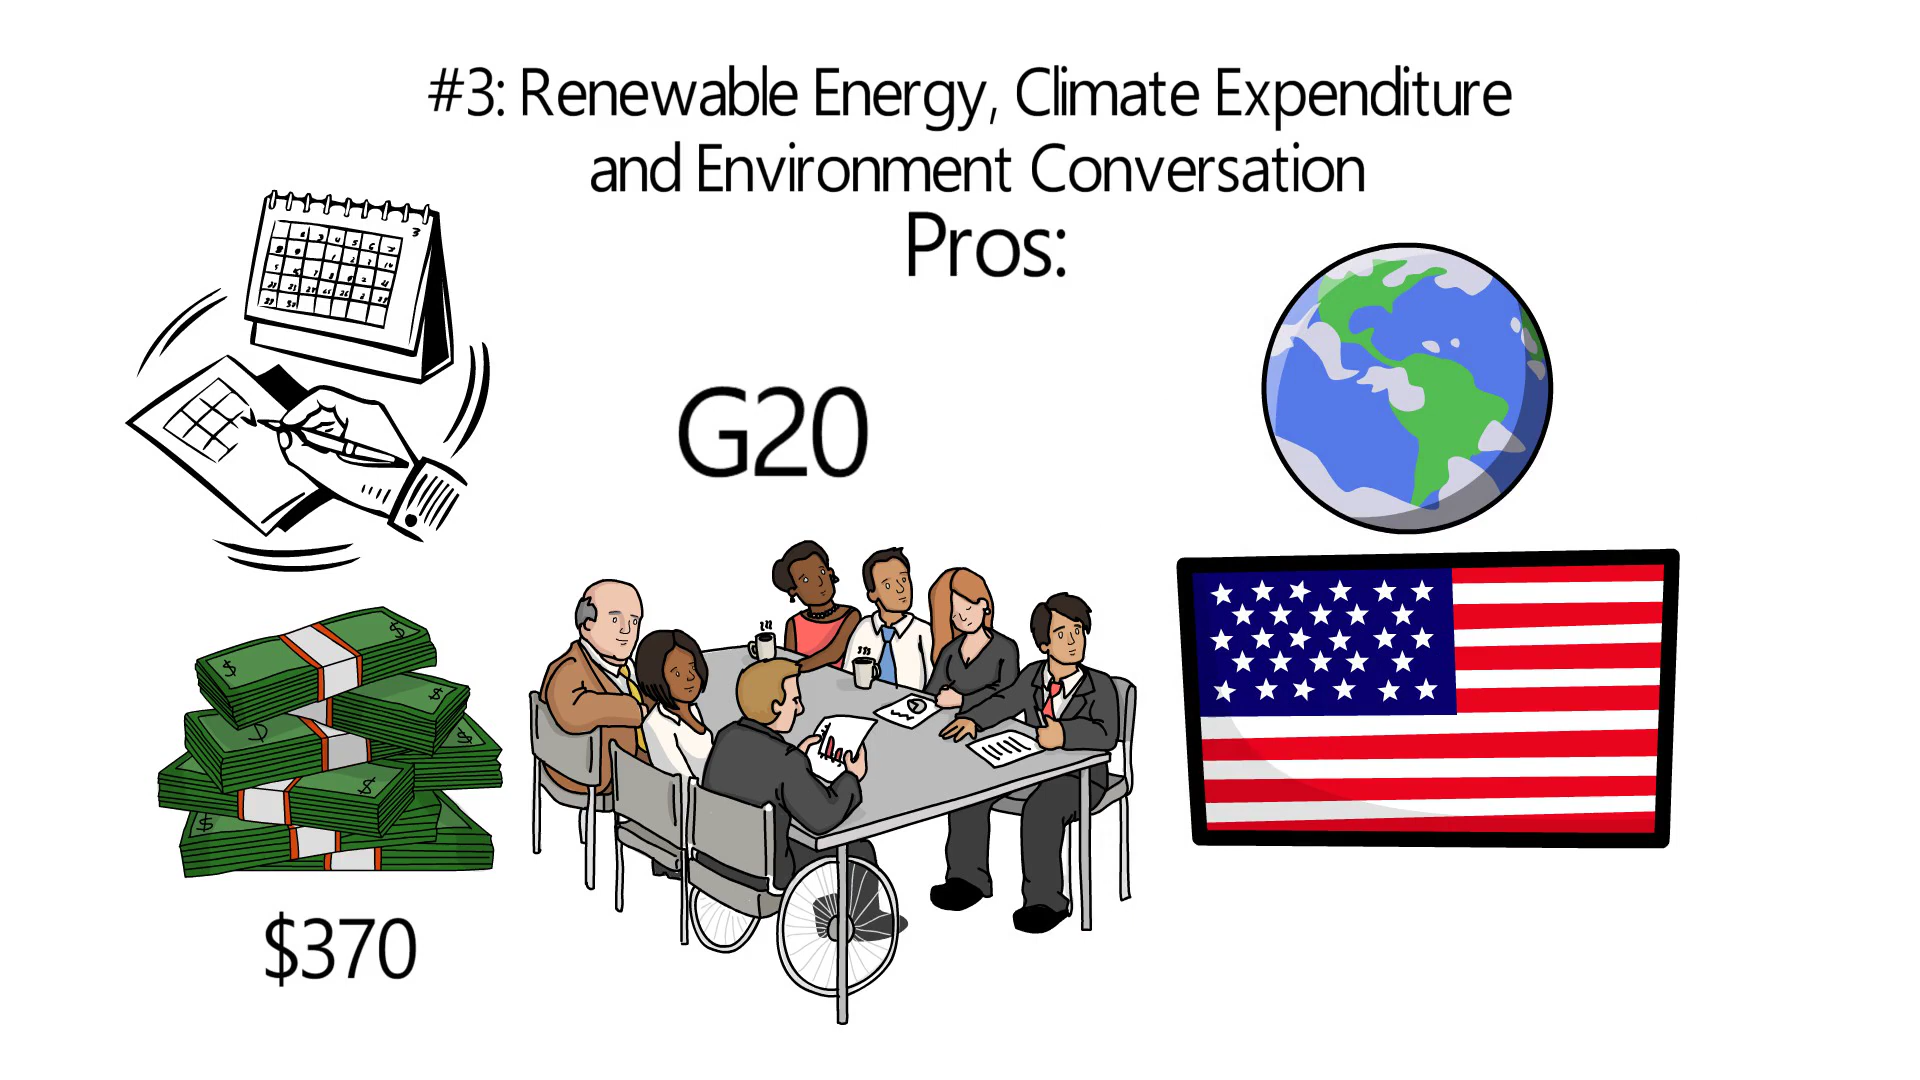 #3: Renewable Energy, Climate Expenditure
and Environment Conversation
Pros:
G20
$370